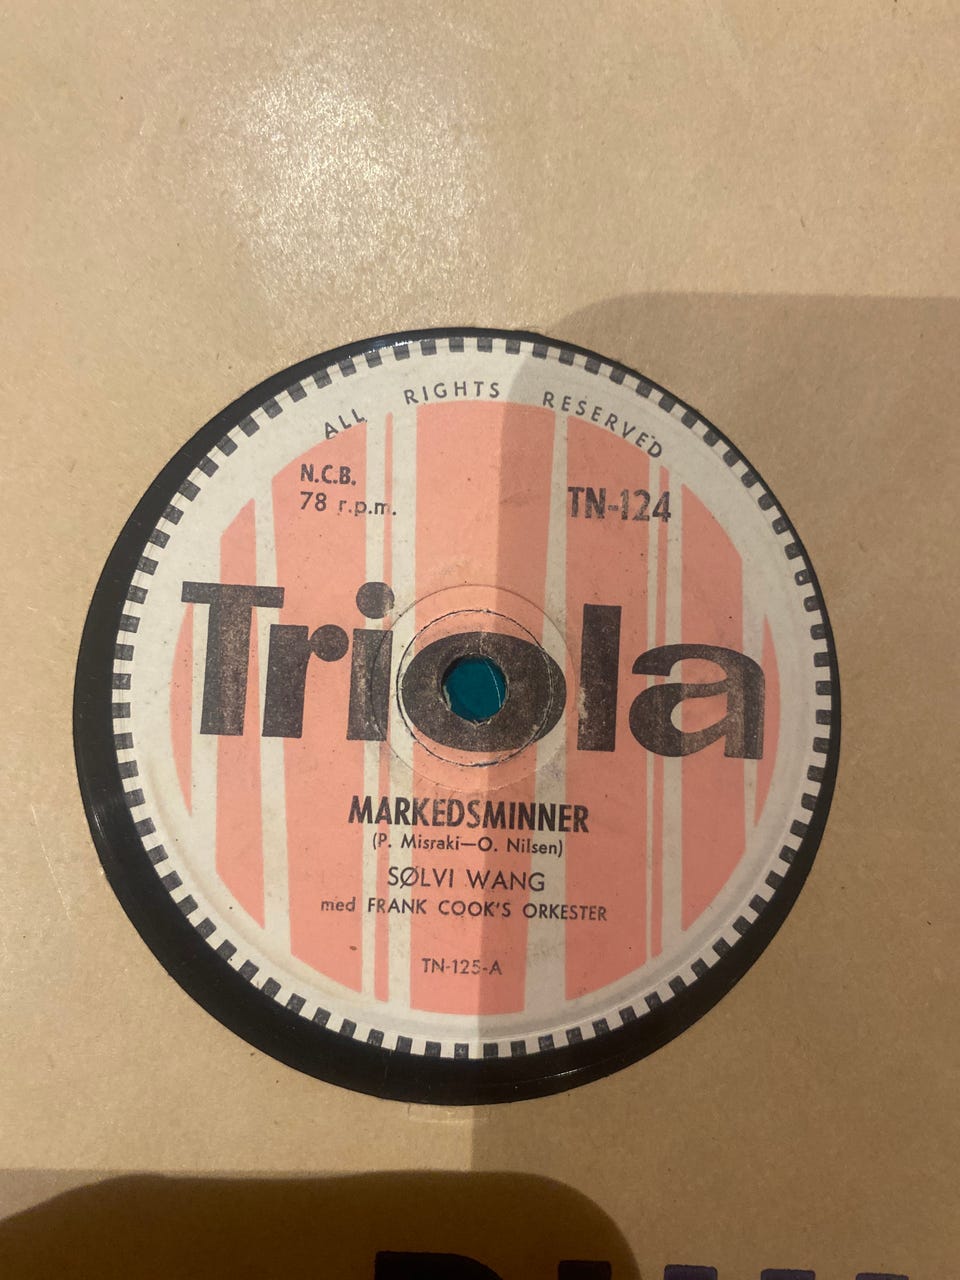 ALL RIGHTS RESERVED
N.C.B.
78 r.p.m.
TN-124
Triola
MARKEDSMINNER
(P. Misraki—O. Nilsen)
SØLVI WANG
med FRANK COOK'S ORKESTER
TN-125-A